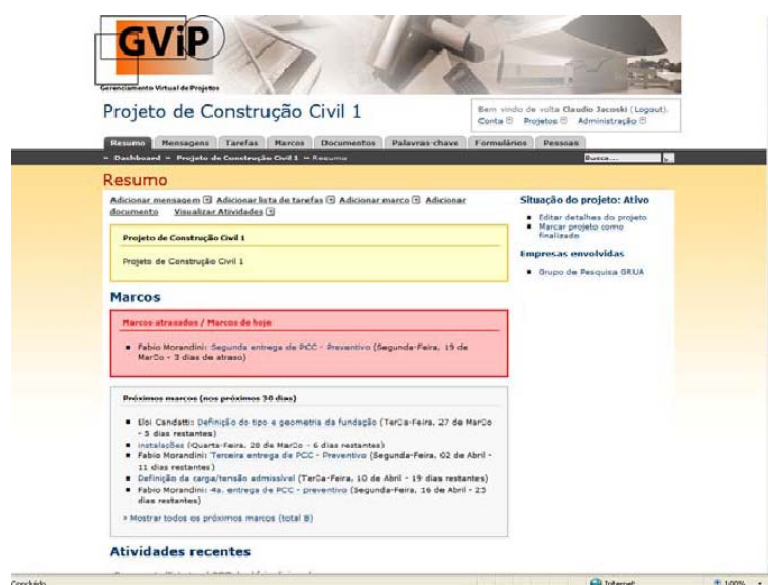 GViP
Gerenciamento Virtual de Projetos
Projeto de Construção Civil 1
Bem vindo de volta Claudio Jacoski (Logout).
Conta Projetos Administração
Resumo Mensagens Tarefas Marcos Documentos Palavras-chave Formulários Pessoas
Dashboard Projeto de Construção Civil 1 Resumo
Busca...
Resumo
Adicionar mensagem Adicionar lista de tarefas Adicionar marco Adicionar
documento Visualizar Atividades
Projeto de Construção Civil 1
Projeto de Construção Civil 1
Marcos
Marcos atrasados / Marcos de hoje
Fabio Morandini: Segunda entrega de PCC - Preventivo (Segunda-Feira, 19 de
MarÇo - 3 dias de atraso)
Próximos marcos (nos próximos 30 dias)
Eloi Candatti: Definição do tipo e geometria da fundação (TerÇa-Feira, 27 de MarÇo
- 5 dias restantes)
instalações (Quarta-Feira, 28 de MarÇo - 6 dias restantes)
Fabio Morandini: Terceira entrega de PCC - Preventivo (Segunda-Feira, 02 de Abril -
11 dias restantes)
Definição da carga/tensão admissível (TerÇa-Feira, 10 de Abril - 19 dias restantes)
Fabio Morandini: 4a. entrega de PCC - preventivo (Segunda-Feira, 16 de Abril - 25
dias restantes)
» Mostrar todos os próximos marcos (total 8)
Atividades recentes
Situação do projeto: Ativo
Editar detalhes do projeto
Marcar projeto como
finalizado
Empresas envolvidas
Grupo de Pesquisa GRIUA
Concluído
Internet
100%